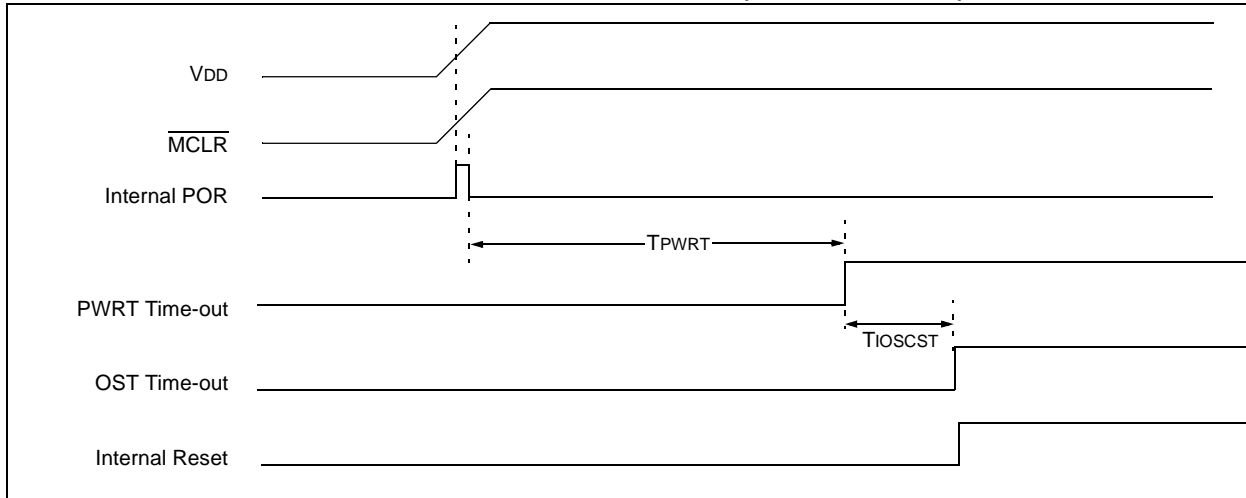 VDD
MCLR
Internal POR
TPWRT
PWRT Time-out
TIOSCST
OST Time-out
Internal Reset